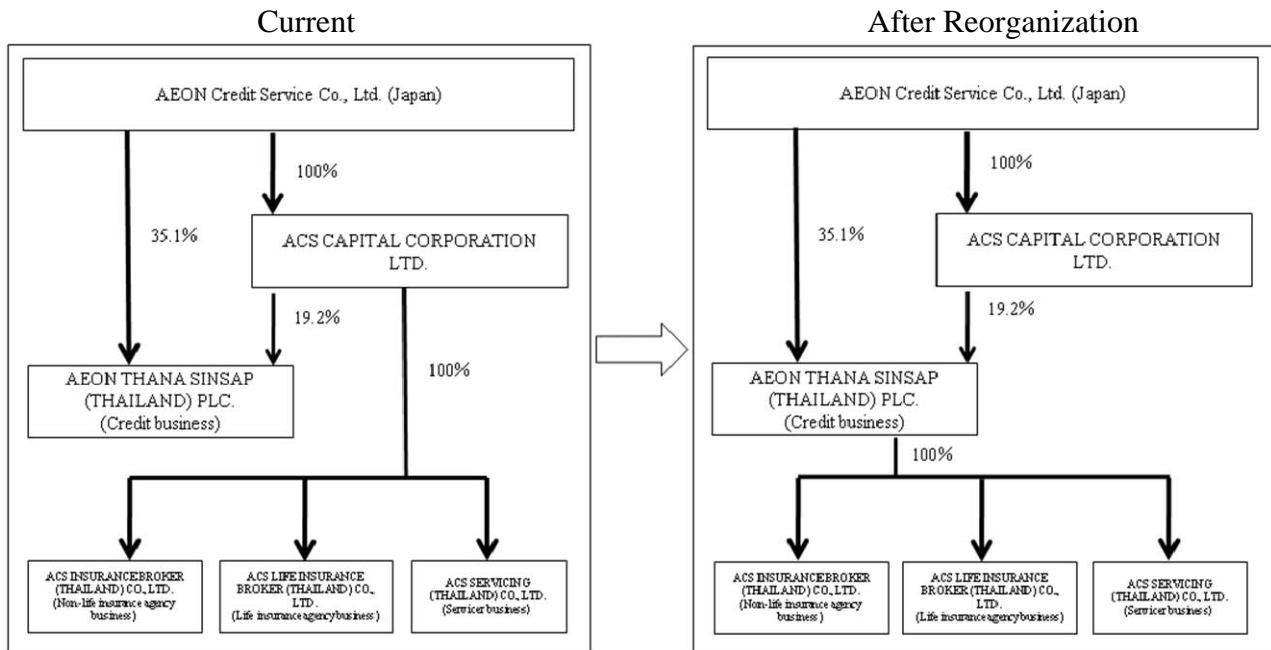 Current
AEON Credit Service Co., Ltd. (Japan)
100%
35.1%
ACS CAPITAL CORPORATION
LTD.
19.2%
100%
AEON THANA SINSAP
(THAILAND) PLC.
(Credit business)
ACS INSURANCE BROKER
(THAILAND) CO., LTD.
(Non-life insurance agency
business)
ACS LIFE INSURANCE
BROKER (THAILAND) CO.,
LTD.
(Life insurance agency business)
ACS SERVICING
(THAILAND) CO., LTD.
(Servicer business)
After Reorganization
AEON Credit Service Co., Ltd. (Japan)
100%
35.1%
ACS CAPITAL CORPORATION
LTD.
19.2%
AEON THANA SINSAP
(THAILAND) PLC.
(Credit business)
100%
ACS INSURANCE BROKER
(THAILAND) CO., LTD.
(Non-life insurance agency
business)
ACS LIFE INSURANCE
BROKER (THAILAND) CO.,
LTD.
(Life insurance agency business)
ACS SERVICING
(THAILAND) CO., LTD.
(Servicer business)